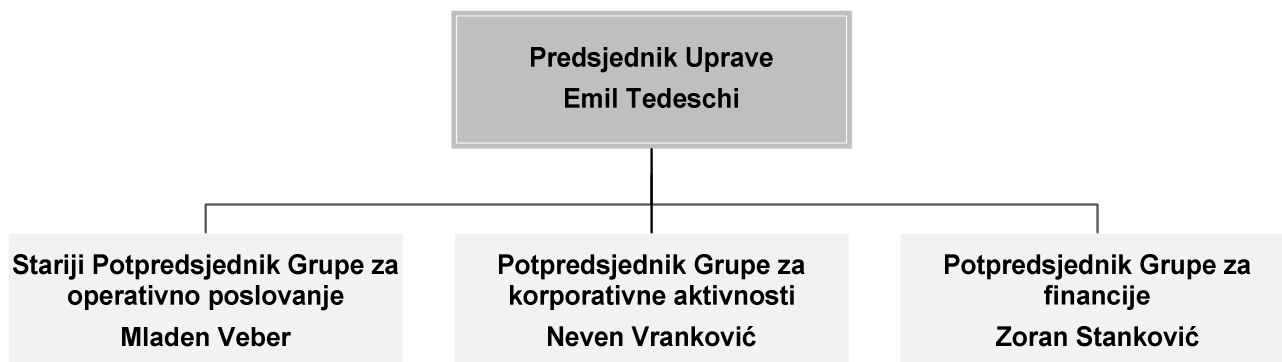 Predsjednik Uprave
Emil Tedeschi
Stariji Potpredsjednik Grupe za
operativno poslovanje
Mladen Veber
Potpredsjednik Grupe za
korporativne aktivnosti
Neven Vranković
Potpredsjednik Grupe za
financije
Zoran Stanković